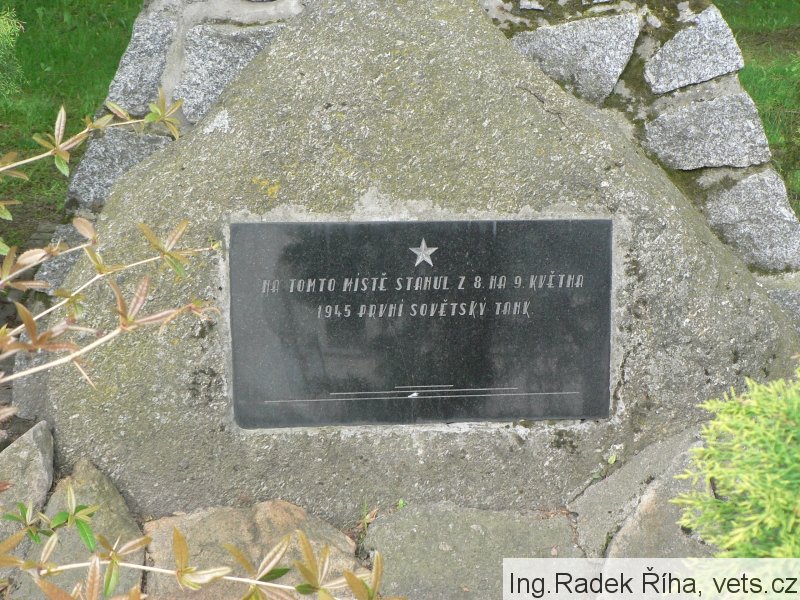 NA TOMTO MÍSTĚ STANUL Z 8. NA 9. KVĚTNA
1945 PRVNÍ SOVĚTSKÝ TANK
Ing.Radek Říha, vets.cz